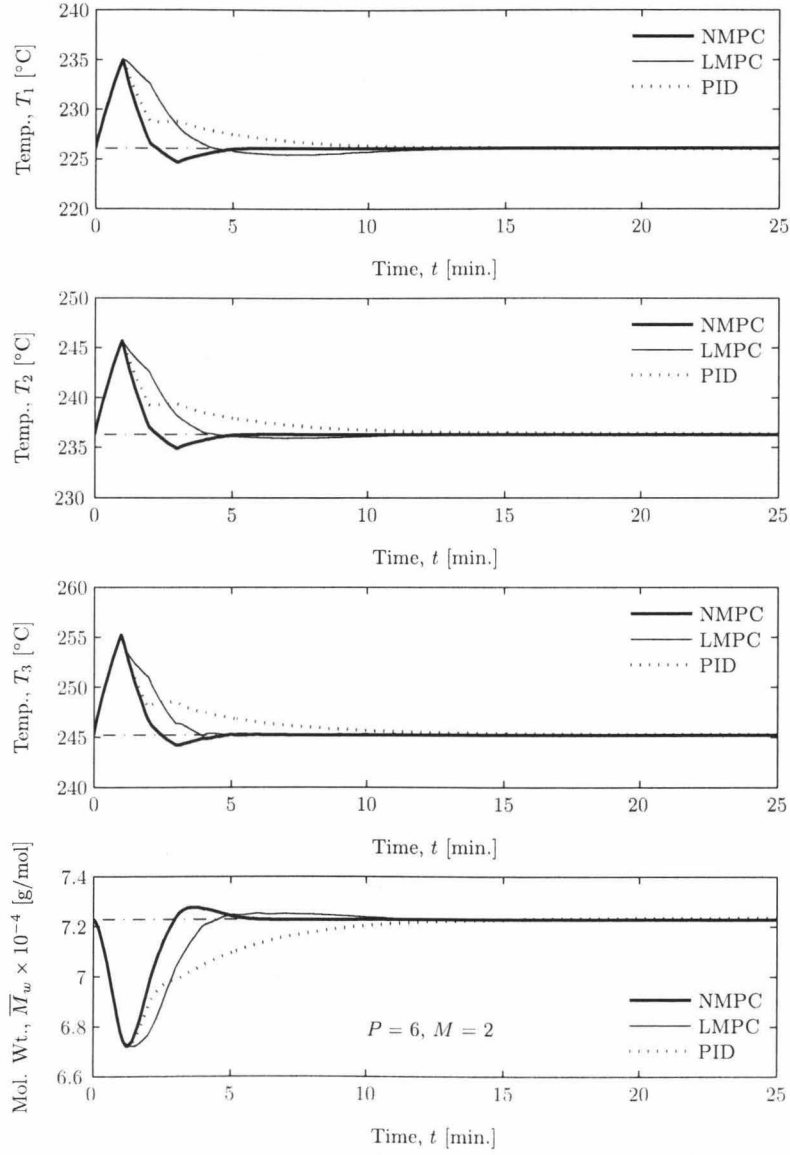 240
235
230
225
220
Temp., T₁ [°C]
NMPC
LMPC
PID
0 5 10 15 20 25
Time, t [min.]
250
245
240
235
230
Temp., T₂ [°C]
NMPC
LMPC
PID
0 5 10 15 20 25
Time, t [min.]
260
255
250
245
240
Temp., T₃ [°C]
NMPC
LMPC
PID
0 5 10 15 20 25
Time, t [min.]
7.4
7.2
7
6.8
6.6
Mol. Wt., M̅w × 10⁻⁴ [g/mol]
NMPC
LMPC
PID
P = 6, M = 2
0 5 10 15 20 25
Time, t [min.]